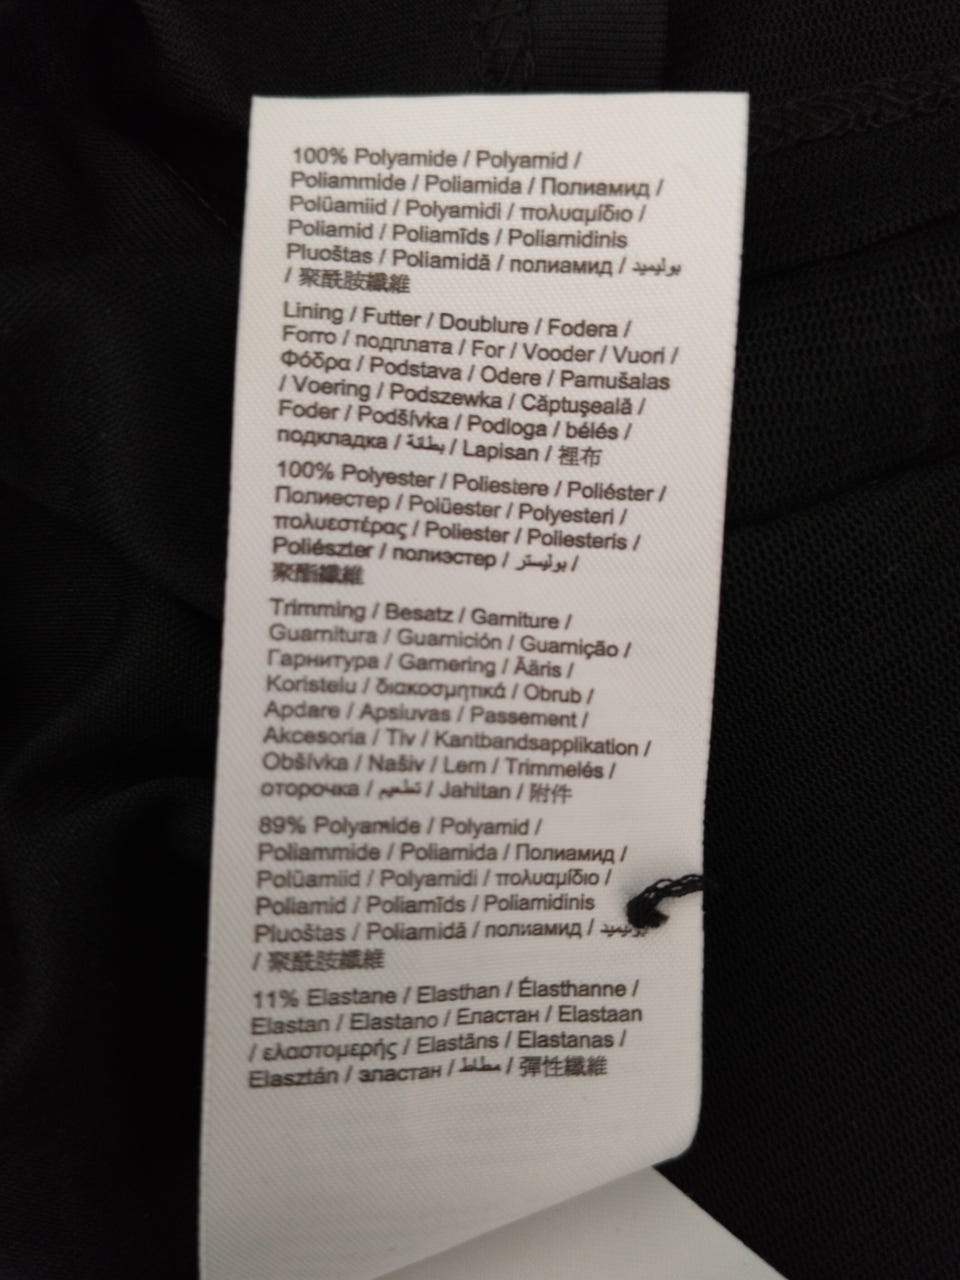 100% Polyamide / Polyamid /
Poliammide / Poliamida / Полиамид /
Polüamiid / Polyamidi / πολυαμίδιο /
Poliamid / Poliamīds / Poliamidinis
Pluoštas / Poliamidă / полиамид / بوليميد
/ 聚酰胺纖維
Lining / Futter / Doublure / Fodera /
Forro / подплата / For / Vooder / Vuori /
Φόδρα / Podstava / Odere / Pamušalas
/ Voering / Podszewka / Căptuşeală /
Foder / Podšívka / Podloga / bélés /
подкладка / بطانة / Lapisan / 裡布
100% Polyester / Poliestere / Poliéster /
Полиестер / Polüester / Polyesteri /
πολυεστέρας / Poliester / Poliesteris /
Poliészter / полиэстер / بوليستر /
聚酯纖維
Trimming / Besatz / Garniture /
Guarnitura / Guarnición / Guarnição /
Гарнитура / Garnering / Ääris /
Koristelu / διακοσμητικά / Obrub /
Apdare / Apsiuvas / Passement /
Akcesoria / Tiv / Kantbandsapplikation /
Obšívka / Našiv / Lem / Trimmelés /
оторочка / تطعيم / Jahitan / 附件
89% Polyamide / Polyamid /
Poliammide / Poliamida / Полиамид /
Polüamiid / Polyamidi / πολυαμίδιο /
Poliamid / Poliamīds / Poliamidinis
Pluoštas / Poliamidă / полиамид / بوليميد
/ 聚酰胺纖維
11% Elastane / Elasthan / Élasthanne /
Elastan / Elastano / Еластан / Elastaan
/ ελαστομερής / Elastāns / Elastanas /
Elasztán / эластан / مطاط / 彈性纖維